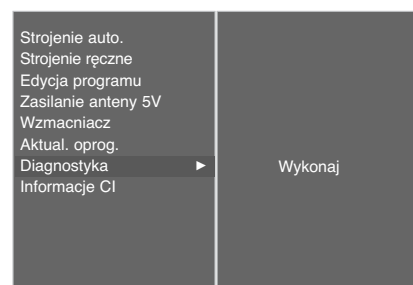 Strojenie auto.
Strojenie ręczne
Edycja programu
Zasilanie anteny 5V
Wzmacniacz
Aktual. oprog.
Diagnostyka ►
Wykonaj
Informacje CI